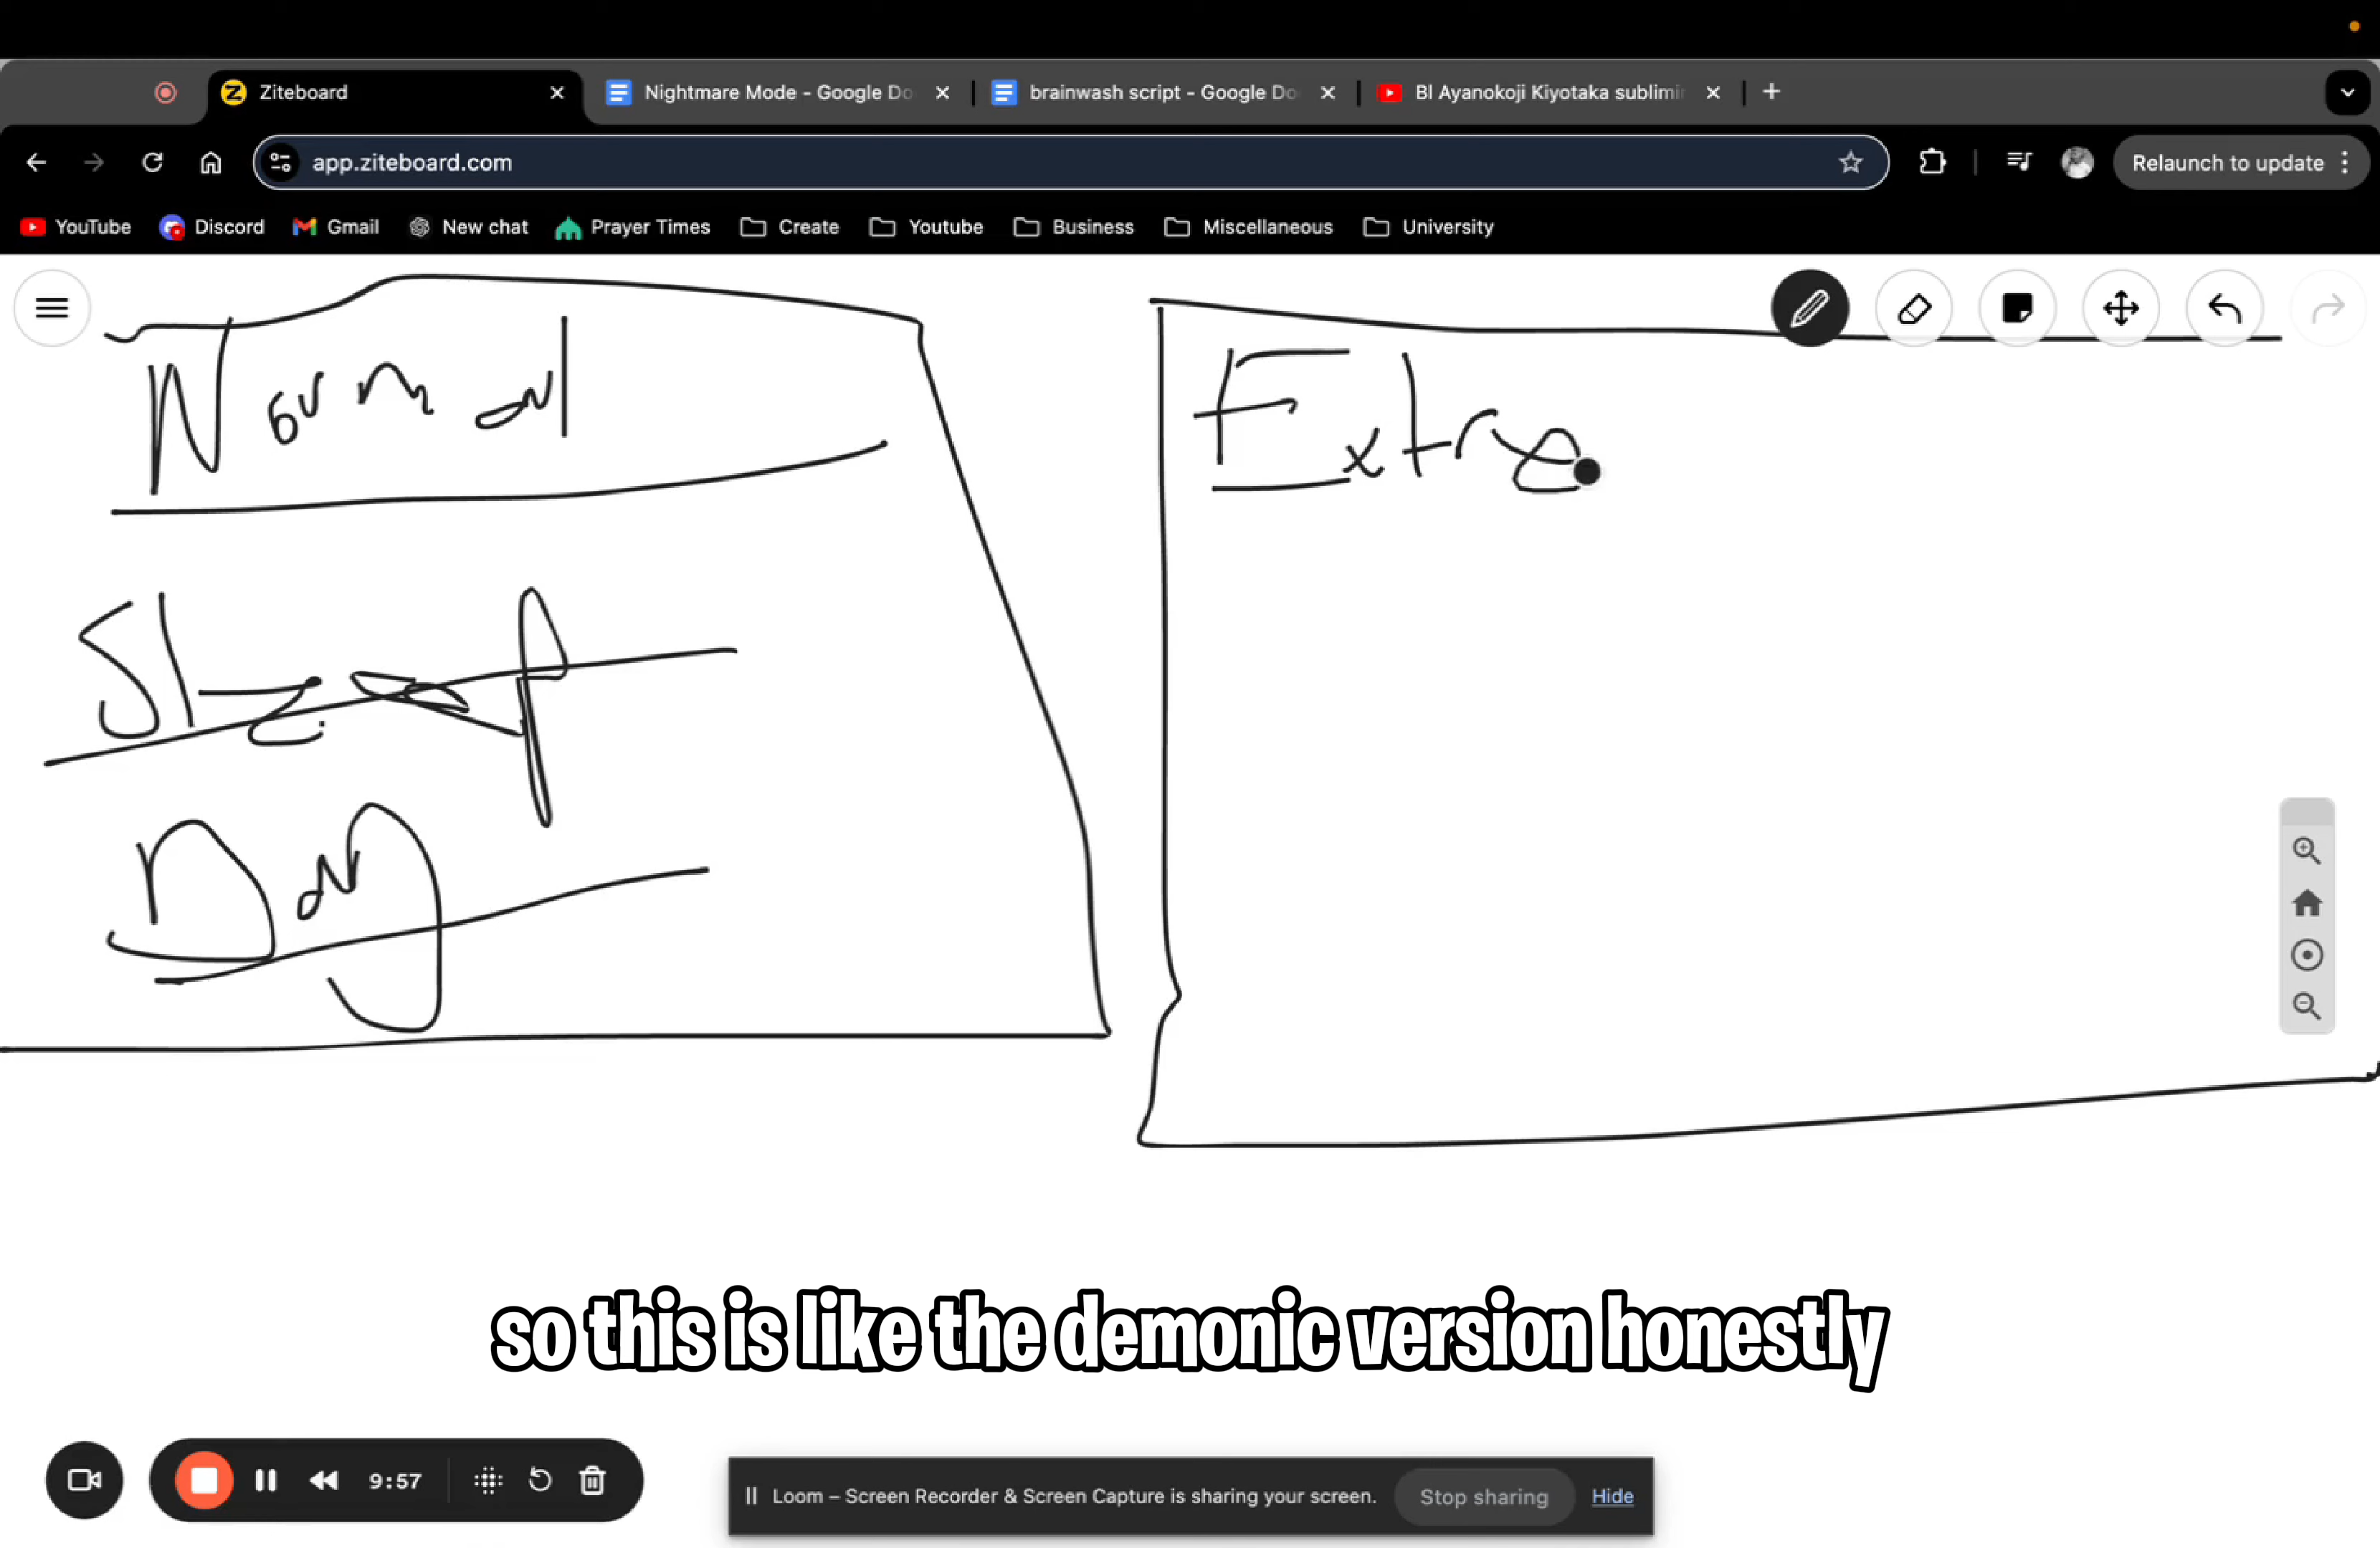 Ziteboard
Nightmare Mode - Google Do
brainwash script - Google Do
BI Ayanokoji Kiyotaka sublimin
app.ziteboard.com
Relaunch to update
YouTube
Discord
Gmail
New chat
Prayer Times
Create
Youtube
Business
Miscellaneous
University
Normal
Extre
Sleep
Day
so this is like the demonic version honestly
9:57
Loom – Screen Recorder & Screen Capture is sharing your screen.
Stop sharing
Hide